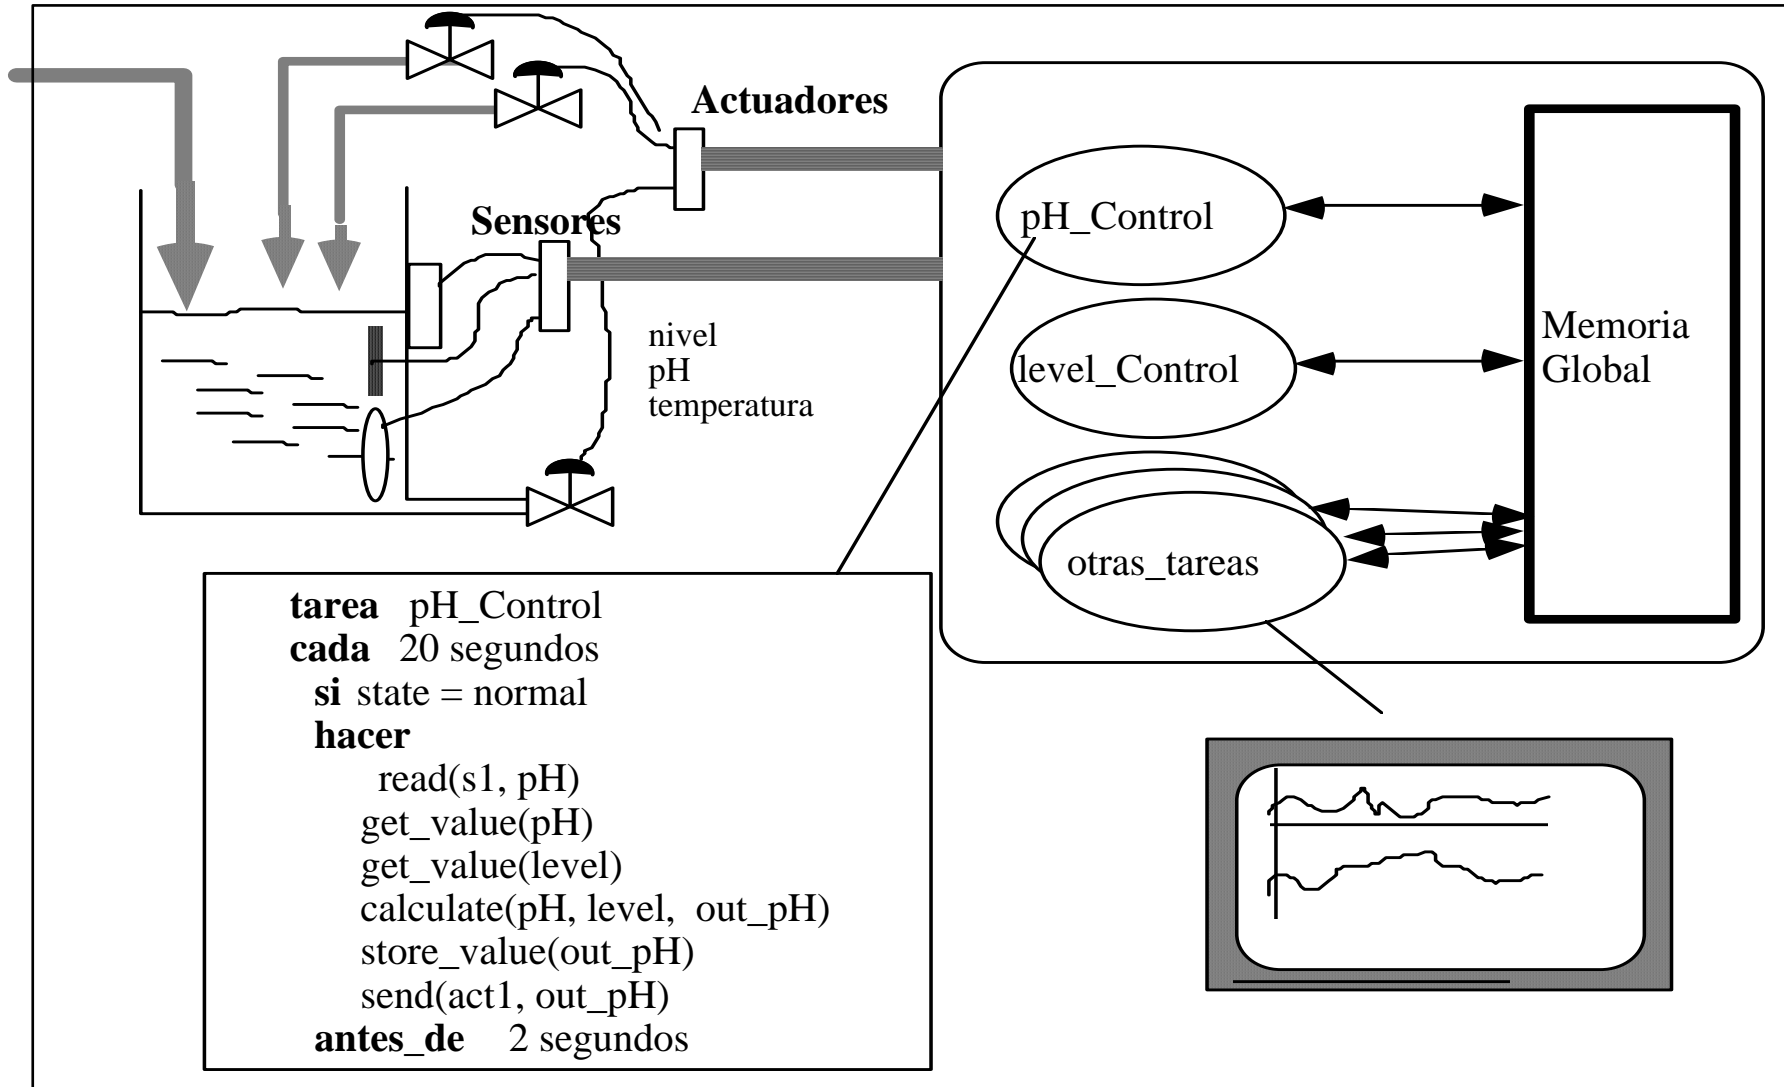 Actuadores
Sensores
nivel
pH
temperatura
pH_Control
level_Control
otras_tareas
Memoria
Global
tarea pH_Control
cada 20 segundos
si state = normal
hacer
read(s1, pH)
get_value(pH)
get_value(level)
calculate(pH, level, out_pH)
store_value(out_pH)
send(act1, out_pH)
antes_de 2 segundos